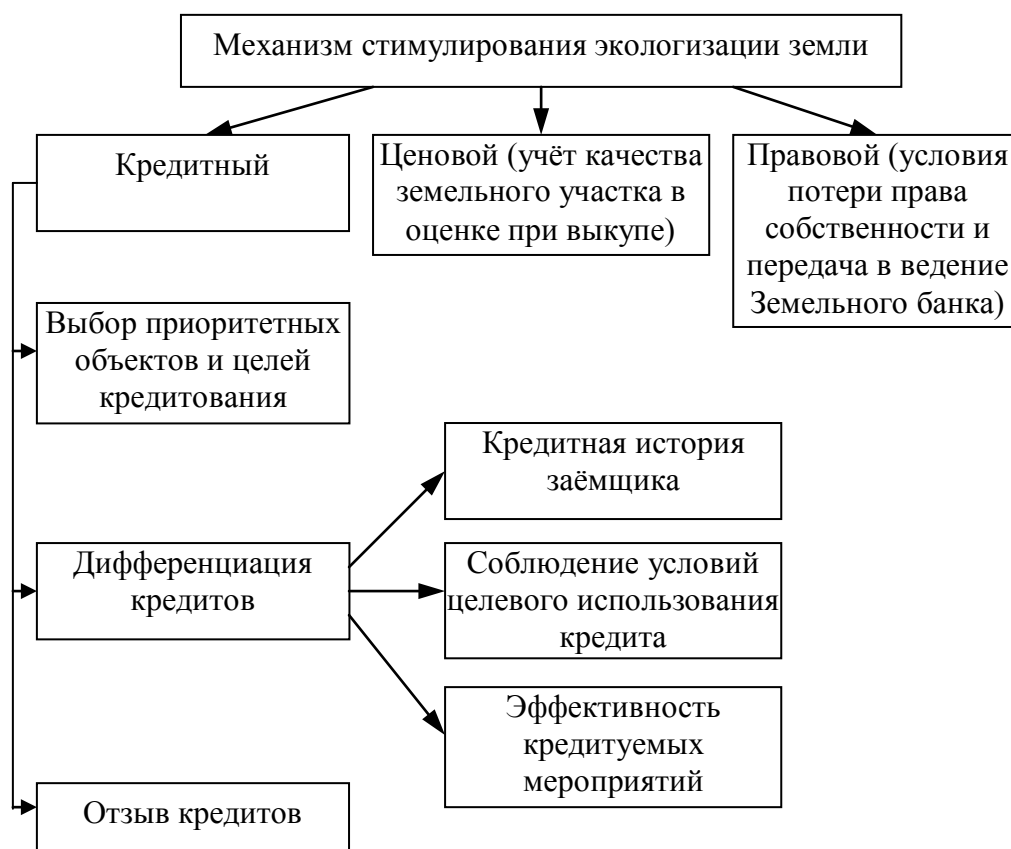 Механизм стимулирования экологизации земли
Кредитный
Ценовой (учёт качества
земельного участка в
оценке при выкупе)
Правовой (условия
потери права
собственности и
передача в ведение
Земельного банка)
Выбор приоритетных
объектов и целей
кредитования
Дифференциация
кредитов
Кредитная история
заёмщика
Соблюдение условий
целевого использования
кредита
Эффективность
кредитуемых
мероприятий
Отзыв кредитов